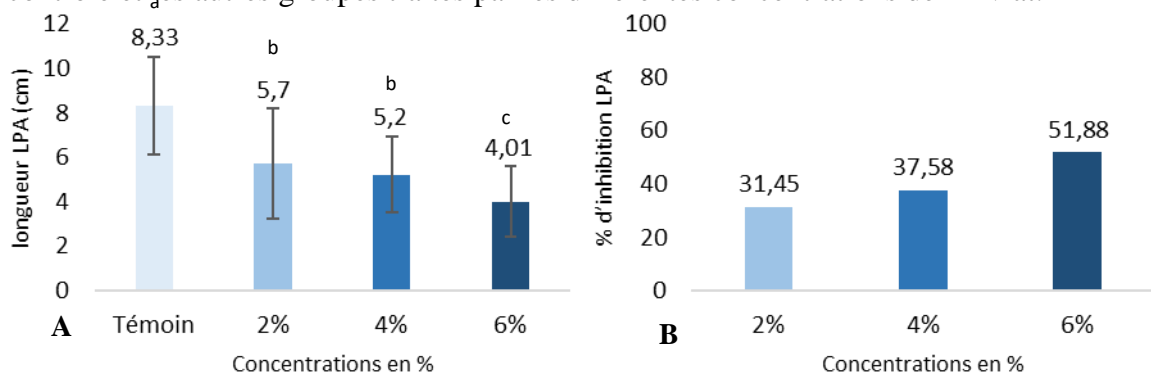 a
12
10
8
6
4
2
0
longueur LPA (cm)
8,33
b
5,7
b
5,2
c
4,01
Témoin 2% 4% 6%
A
Concentrations en %
100
80
60
40
20
0
% d'inhibition LPA
31,45
37,58
51,88
2% 4% 6%
B
Concentrations en %